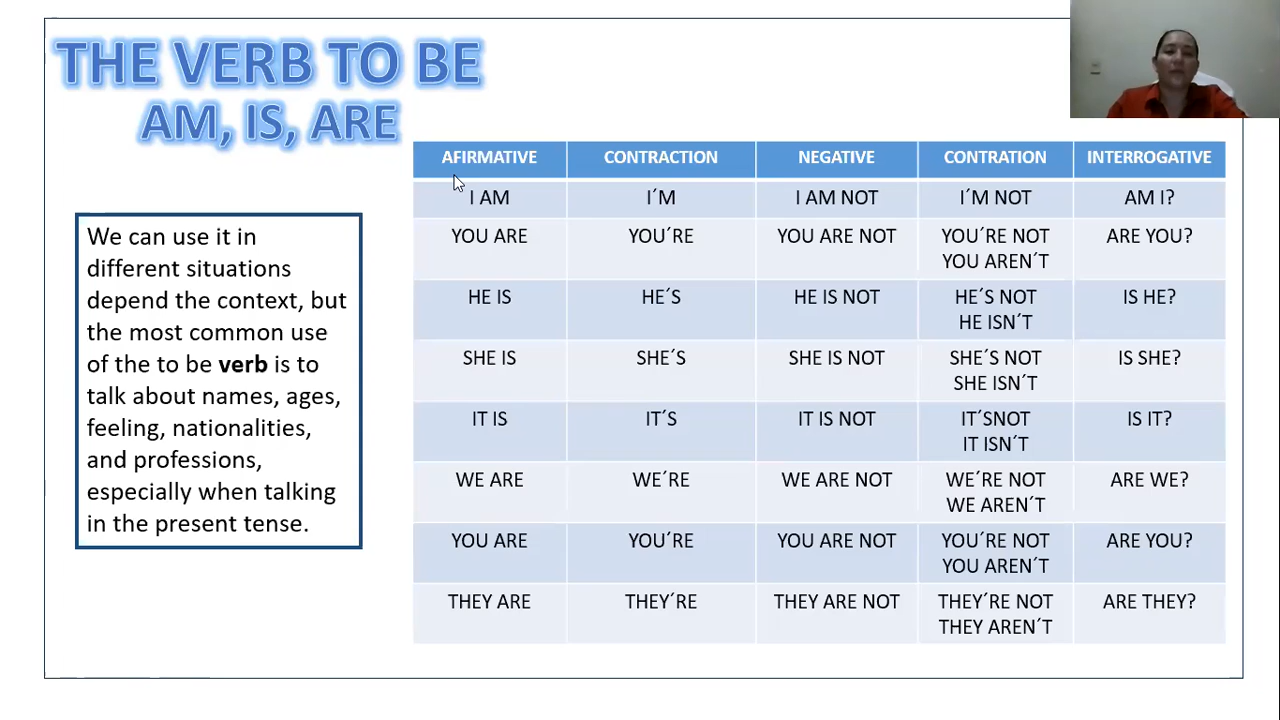 THE VERB TO BE
AM, IS, ARE
We can use it in
different situations
depend the context, but
the most common use
of the to be verb is to
talk about names, ages,
feeling, nationalities,
and professions,
especially when talking
in the present tense.
AFIRMATIVE CONTRACTION NEGATIVE CONTRATION INTERROGATIVE
I AM I´M I AM NOT I´M NOT AM I?
YOU ARE YOU´RE YOU ARE NOT YOU´RE NOT ARE YOU?
YOU AREN´T
HE IS HE´S HE IS NOT HE´S NOT IS HE?
HE ISN´T
SHE IS SHE´S SHE IS NOT SHE´S NOT IS SHE?
SHE ISN´T
IT IS IT´S IT IS NOT IT´SNOT IS IT?
IT ISN´T
WE ARE WE´RE WE ARE NOT WE´RE NOT ARE WE?
WE AREN´T
YOU ARE YOU´RE YOU ARE NOT YOU´RE NOT ARE YOU?
YOU AREN´T
THEY ARE THEY´RE THEY ARE NOT THEY´RE NOT ARE THEY?
THEY AREN´T